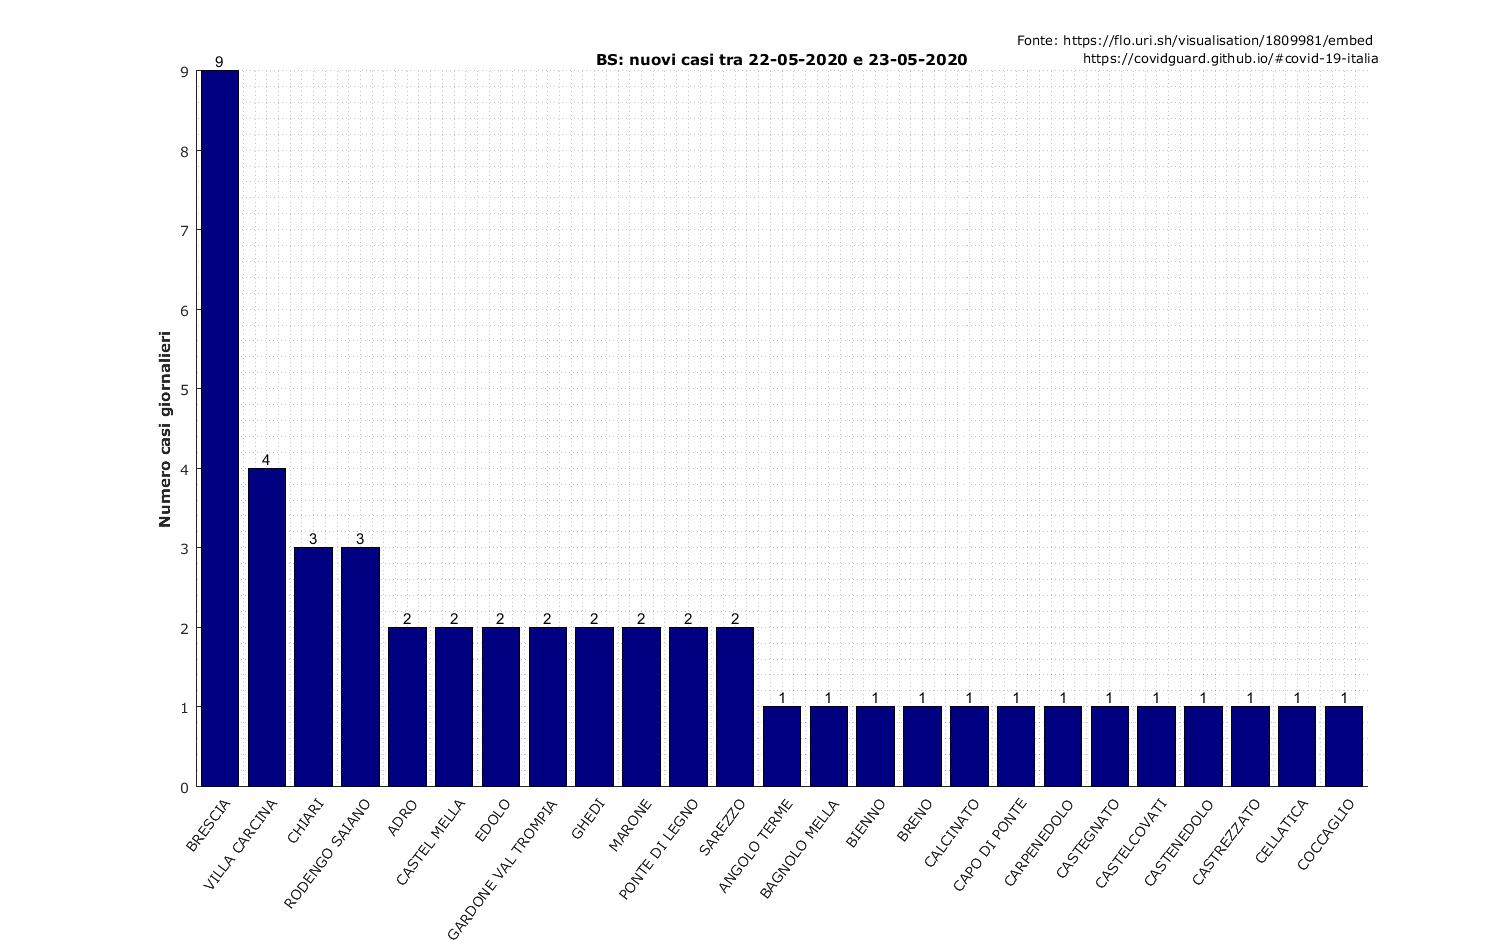 Fonte: https://flo.uri.sh/visualisation/1809981/embed
https://covidguard.github.io/#covid-19-italia
BS: nuovi casi tra 22-05-2020 e 23-05-2020
Numero casi giornalieri
9
8
7
6
5
4
3
2
1
0
9
4
3
3
2
2
2
2
2
2
2
2
1
1
1
1
1
1
1
1
1
1
1
1
1
BRESCIA
VILLA CARCINA
CHIARI
RODENGO SAIANO
ADRO
CASTEL MELLA
EDOLO
GARDONE VAL TROMPIA
GHEDI
MARONE
PONTE DI LEGNO
SAREZZO
ANGOLO TERME
BAGNOLO MELLA
BIENNO
BRENO
CALCINATO
CAPO DI PONTE
CARPENEDOLO
CASTEGNATO
CASTELCOVATI
CASTENEDOLO
CASTREZZATO
CELLATICA
COCCAGLIO